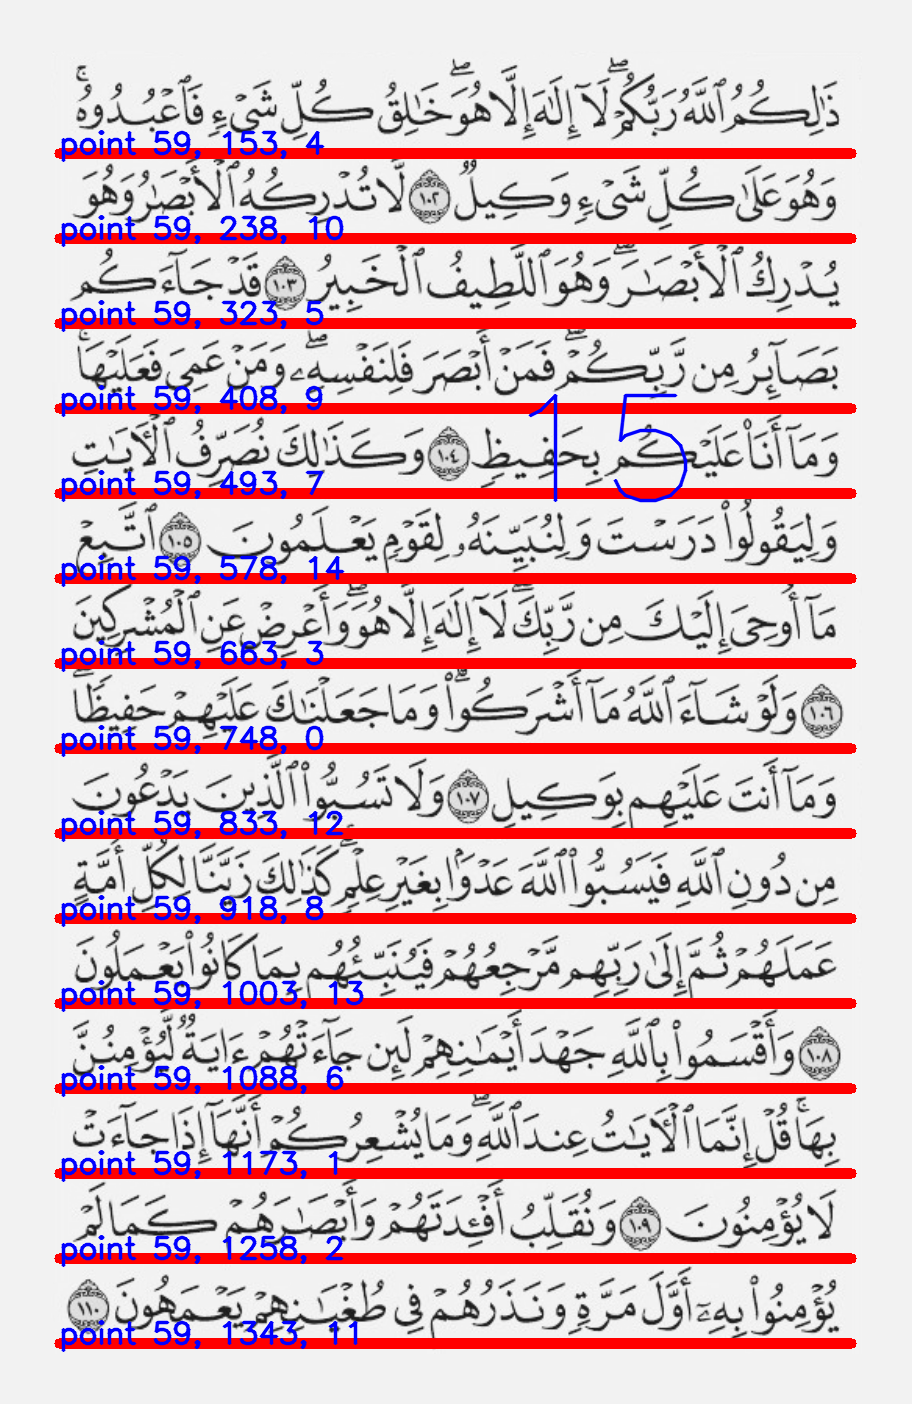 ذَٰلِكُمُ ٱللَّهُ رَبُّكُمْ ۖ لَآ إِلَٰهَ إِلَّا هُوَ ۖ خَٰلِقُ كُلِّ شَىْءٍ فَٱعْبُدُوهُ ۚ
point 59, 153, 4
وَهُوَ عَلَىٰ كُلِّ شَىْءٍ وَكِيلٌ ١٠٢ لَّا تُدْرِكُهُ ٱلْأَبْصَٰرُ وَهُوَ
point 59, 238, 10
يُدْرِكُ ٱلْأَبْصَٰرَ ۖ وَهُوَ ٱللَّطِيفُ ٱلْخَبِيرُ ١٠٣ قَدْ جَآءَكُم
point 59, 323, 5
بَصَآئِرُ مِن رَّبِّكُمْ ۖ فَمَنْ أَبْصَرَ فَلِنَفْسِهِۦ ۖ وَمَنْ عَمِىَ فَعَلَيْهَا ۚ
point 59, 408, 9
15
وَمَآ أَنَا۠ عَلَيْكُم بِحَفِيظٍ ١٠٤ وَكَذَٰلِكَ نُصَرِّفُ ٱلْءَايَٰتِ
point 59, 493, 7
وَلِيَقُولُوا۟ دَرَسْتَ وَلِنُبَيِّنَهُۥ لِقَوْمٍ يَعْلَمُونَ ١٠٥ ٱتَّبِعْ
point 59, 578, 14
مَآ أُوحِىَ إِلَيْكَ مِن رَّبِّكَ ۖ لَآ إِلَٰهَ إِلَّا هُوَ ۖ وَأَعْرِضْ عَنِ ٱلْمُشْرِكِينَ
point 59, 663, 3
١٠٦ وَلَوْ شَآءَ ٱللَّهُ مَآ أَشْرَكُوا۟ ۗ وَمَا جَعَلْنَٰكَ عَلَيْهِمْ حَفِيظًا ۖ
point 59, 748, 0
وَمَآ أَنتَ عَلَيْهِم بِوَكِيلٍ ١٠٧ وَلَا تَسُبُّوا۟ ٱلَّذِينَ يَدْعُونَ
point 59, 833, 12
مِن دُونِ ٱللَّهِ فَيَسُبُّوا۟ ٱللَّهَ عَدْوًۢا بِغَيْرِ عِلْمٍ ۗ كَذَٰلِكَ زَيَّنَّا لِكُلِّ أُمَّةٍ
point 59, 918, 8
عَمَلَهُمْ ثُمَّ إِلَىٰ رَبِّهِم مَّرْجِعُهُمْ فَيُنَبِّئُهُم بِمَا كَانُوا۟ يَعْمَلُونَ
point 59, 1003, 13
١٠٨ وَأَقْسَمُوا۟ بِٱللَّهِ جَهْدَ أَيْمَٰنِهِمْ لَئِن جَآءَتْهُمْ ءَايَةٌ لَّيُؤْمِنُنَّ
point 59, 1088, 6
بِهَا ۚ قُلْ إِنَّمَا ٱلْءَايَٰتُ عِندَ ٱللَّهِ ۖ وَمَا يُشْعِرُكُمْ أَنَّهَآ إِذَا جَآءَتْ
point 59, 1173, 1
لَا يُؤْمِنُونَ ١٠٩ وَنُقَلِّبُ أَفْـِٔدَتَهُمْ وَأَبْصَٰرَهُمْ كَمَا لَمْ
point 59, 1258, 2
يُؤْمِنُوا۟ بِهِۦٓ أَوَّلَ مَرَّةٍ وَنَذَرُهُمْ فِى طُغْيَٰنِهِمْ يَعْمَهُونَ ١١٠
point 59, 1343, 11